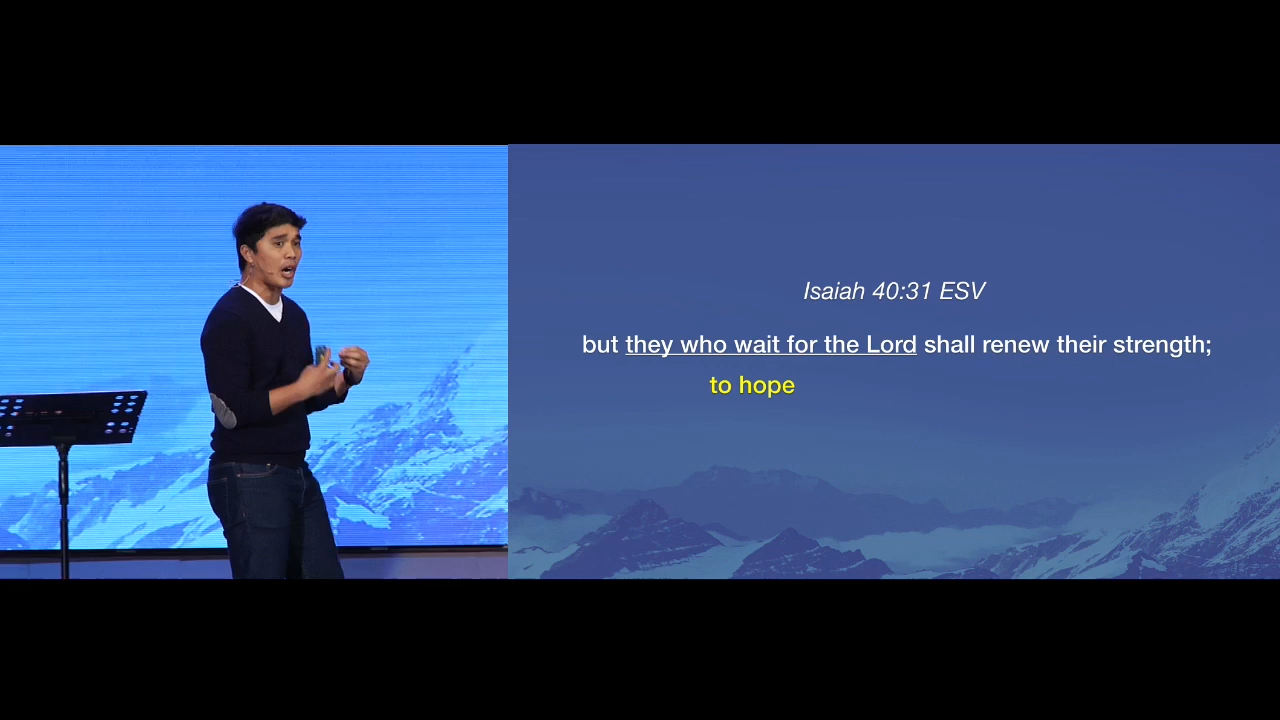 Isaiah 40:31 ESV
but they who wait for the Lord shall renew their strength;
to hope